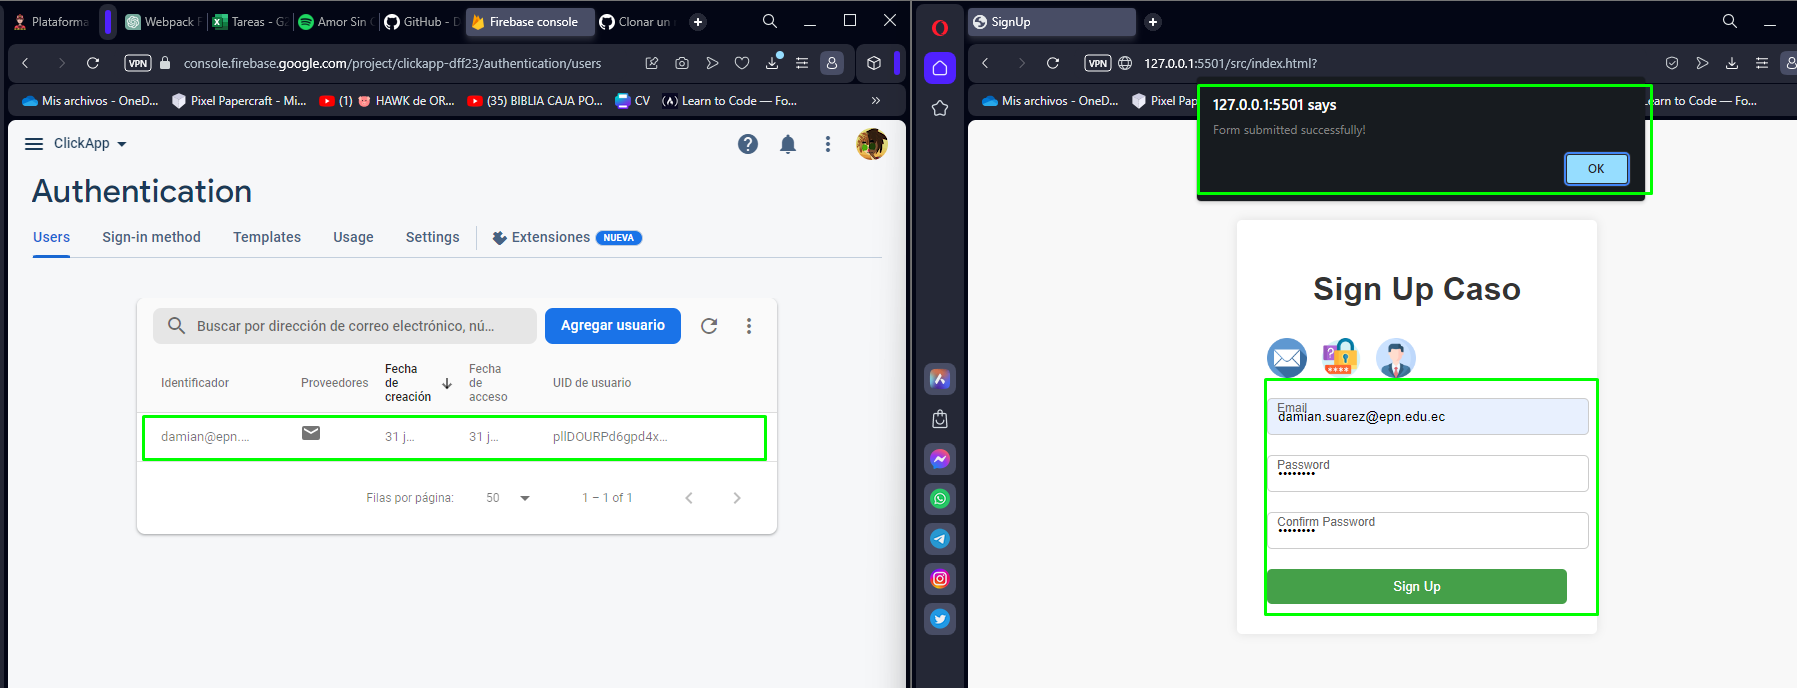 Plataforma
Webpack F
Tareas - G2
Amor Sin
GitHub - D
Firebase console
Clonar un
VPN
console.firebase.google.com/project/clickapp-dff23/authentication/users
Mis archivos - OneD...
Pixel Papercraft - Mi...
(1)
HAWK de OR...
(35) BIBLIA CAJA PO...
CV
Learn to Code — Fo...
»
ClickApp
Authentication
Users
Sign-in method
Templates
Usage
Settings
Extensiones
NUEVA
Buscar por dirección de correo electrónico, nú...
Agregar usuario
Identificador
Proveedores
Fecha
de
creación
Fecha
de
acceso
UID de usuario
damian@epn....
31 j...
31 j...
pllDOURPd6gpd4x...
Filas por página:
50
1 – 1 of 1
SignUp
VPN
127.0.0.1:5501/src/index.html?
Mis archivos - OneD...
Pixel Pap
earn to Code — Fo...
127.0.0.1:5501 says
Form submitted successfully!
OK
Sign Up Caso
Email
damian.suarez@epn.edu.ec
Password
••••••••
Confirm Password
••••••••
Sign Up